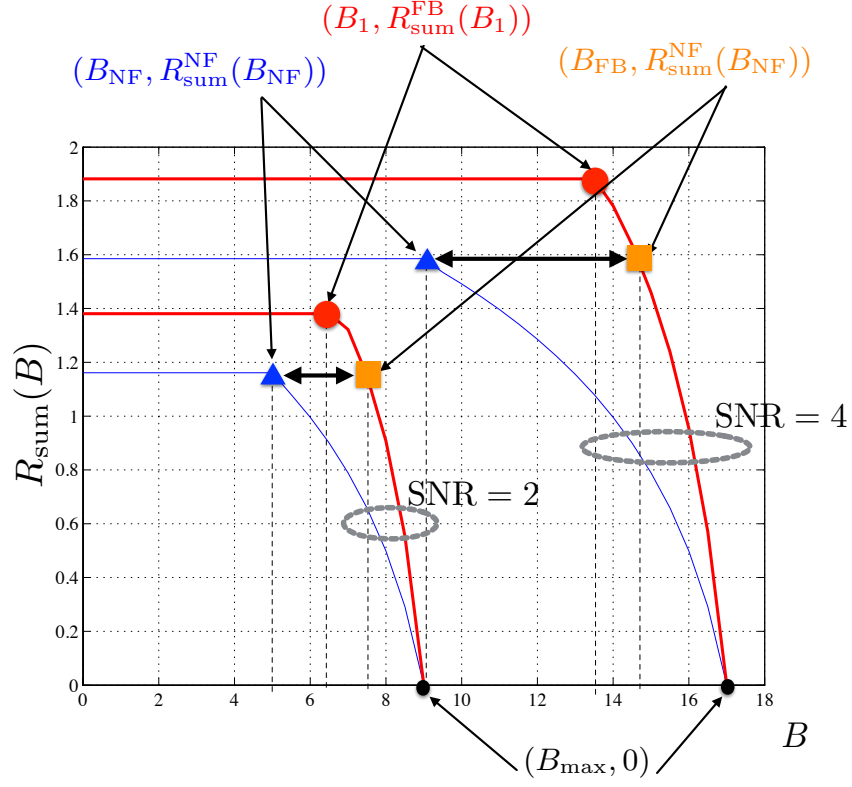 (B₁, R_sum^FB(B₁))
(B_NF, R_sum^NF(B_NF))
(B_FB, R_sum^NF(B_NF))
2
1.8
1.6
1.4
1.2
1
0.8
0.6
0.4
0.2
0
R_sum(B)
SNR = 4
SNR = 2
0 2 4 6 8 10 12 14 16 18
B
(B_max, 0)